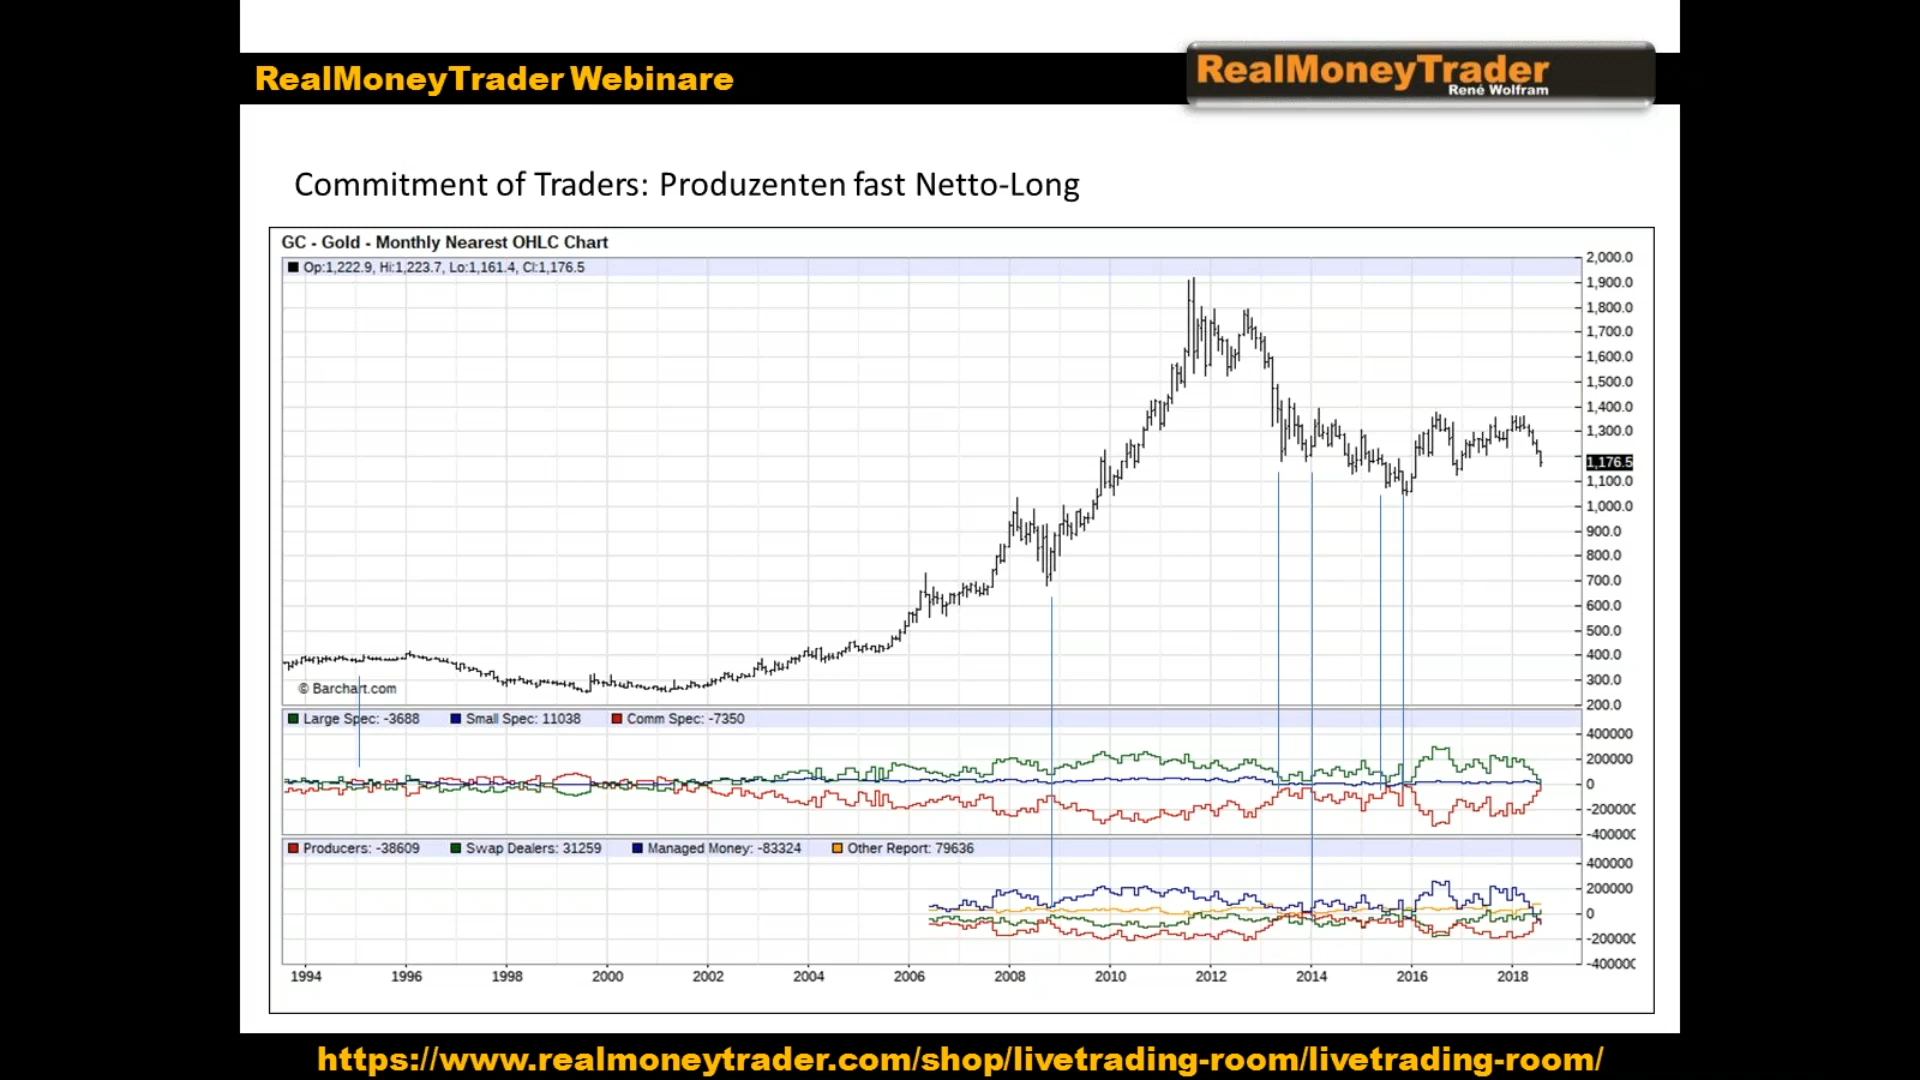 RealMoneyTrader Webinare
RealMoneyTrader
René Wolfram
Commitment of Traders: Produzenten fast Netto-Long
GC - Gold - Monthly Nearest OHLC Chart
Op:1,222.9, Hi:1,223.7, Lo:1,161.4, Cl:1,176.5
2,000.0
1,900.0
1,800.0
1,700.0
1,600.0
1,500.0
1,400.0
1,300.0
1,176.5
1,100.0
1,000.0
900.0
800.0
700.0
600.0
500.0
400.0
300.0
200.0
© Barchart.com
Large Spec: -3688 Small Spec: 11038 Comm Spec: -7350
400000
200000
0
-200000
-400000
Producers: -38609 Swap Dealers: 31259 Managed Money: -83324 Other Report: 79636
400000
200000
0
-200000
-400000
1994 1996 1998 2000 2002 2004 2006 2008 2010 2012 2014 2016 2018
https://www.realmoneytrader.com/shop/livetrading-room/livetrading-room/